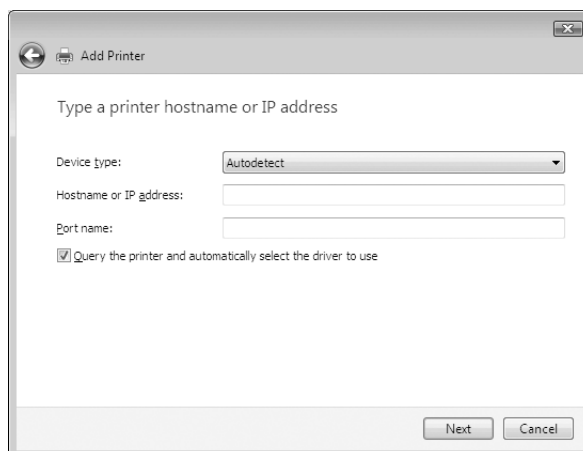 Add Printer
Type a printer hostname or IP address
Device type: Autodetect
Hostname or IP address:
Port name:
Query the printer and automatically select the driver to use
Next Cancel